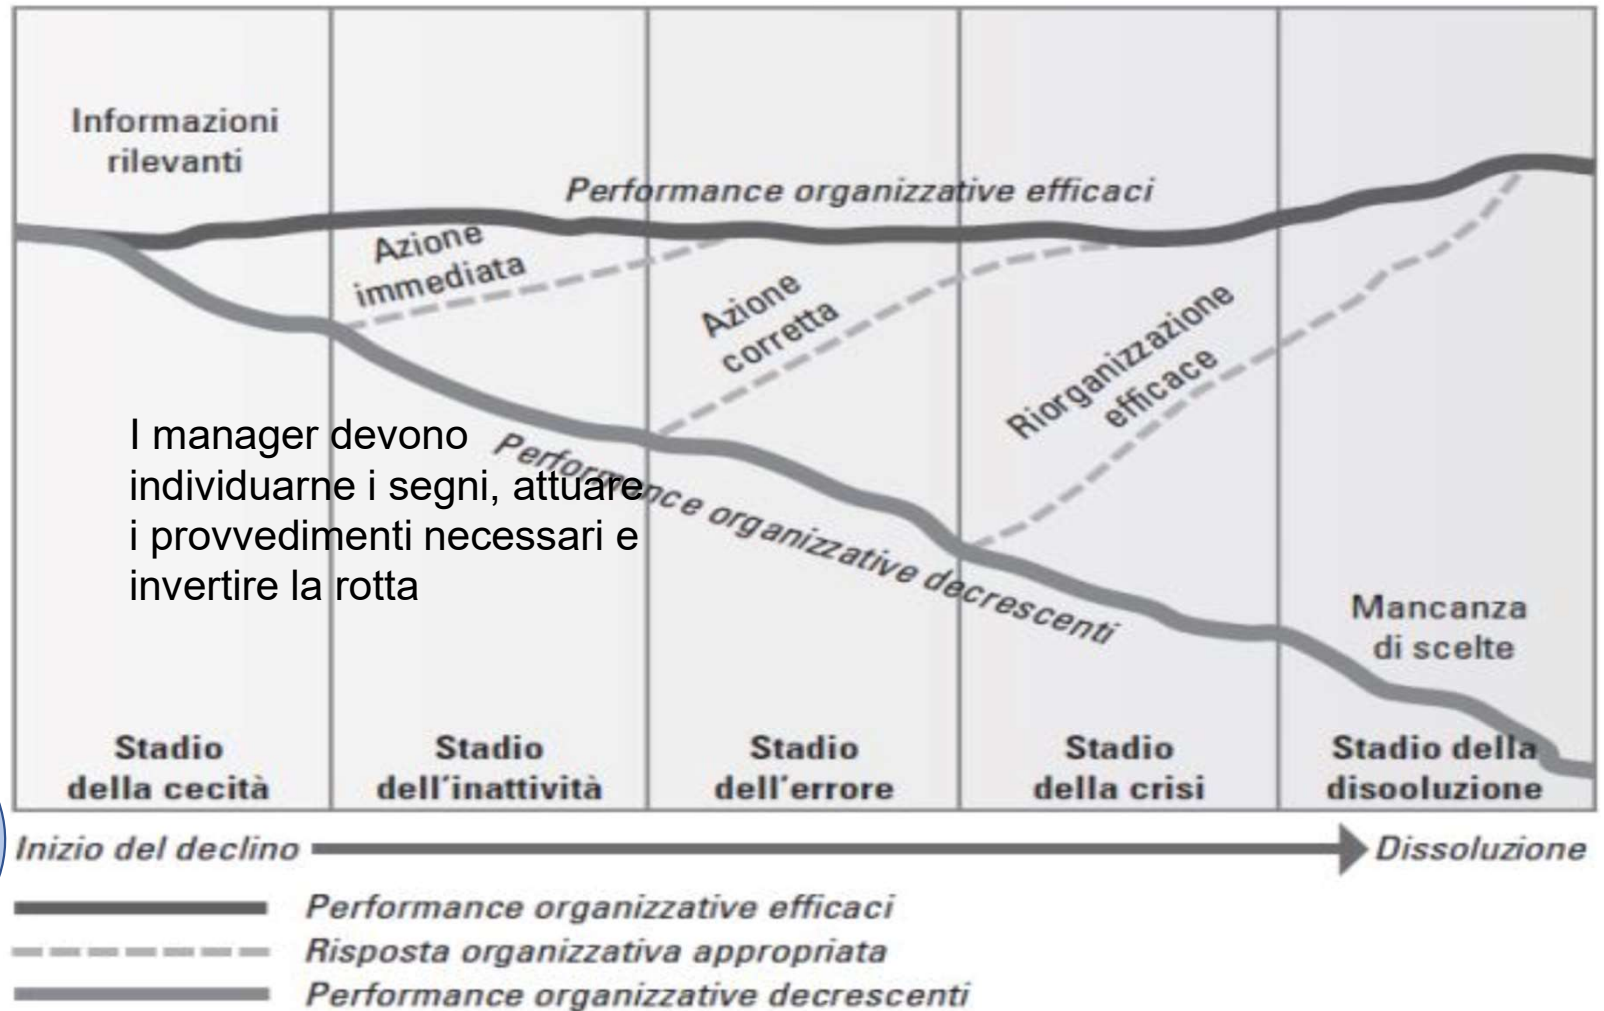 Informazioni
rilevanti
Performance organizzative efficaci
Azione
immediata
Azione
corretta
Riorganizzazione
efficace
I manager devono
individuarne i segni, attuare
i provvedimenti necessari e
invertire la rotta
Performance organizzative decrescenti
Mancanza
di scelte
Stadio
della cecità
Stadio
dell'inattività
Stadio
dell'errore
Stadio
della crisi
Stadio della
disooluzione
Inizio del declino
Dissoluzione
Performance organizzative efficaci
Risposta organizzativa appropriata
Performance organizzative decrescenti